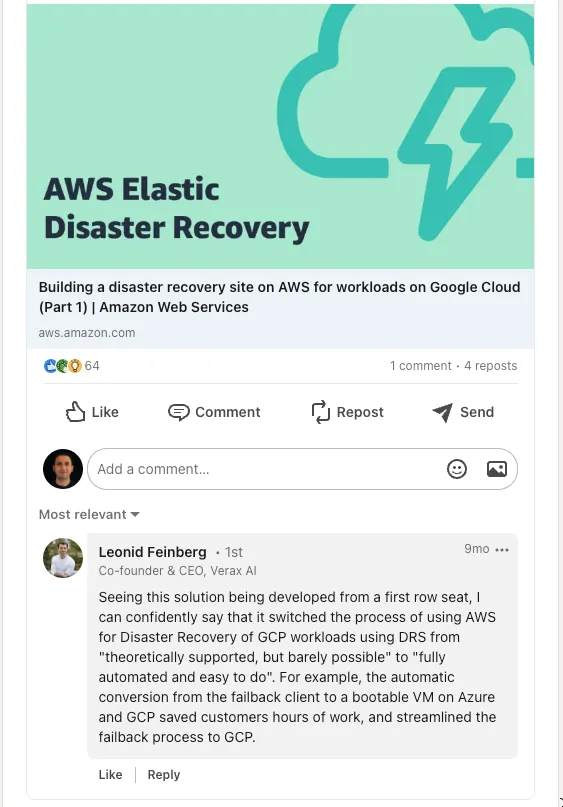 AWS Elastic
Disaster Recovery
Building a disaster recovery site on AWS for workloads on Google Cloud
(Part 1) | Amazon Web Services
aws.amazon.com
64
1 comment • 4 reposts
Like
Comment
Repost
Send
Add a comment...
Most relevant
Leonid Feinberg • 1st
9mo
Co-founder & CEO, Verax AI
Seeing this solution being developed from a first row seat, I
can confidently say that it switched the process of using AWS
for Disaster Recovery of GCP workloads using DRS from
"theoretically supported, but barely possible" to "fully
automated and easy to do". For example, the automatic
conversion from the failback client to a bootable VM on Azure
and GCP saved customers hours of work, and streamlined the
failback process to GCP.
Like
Reply